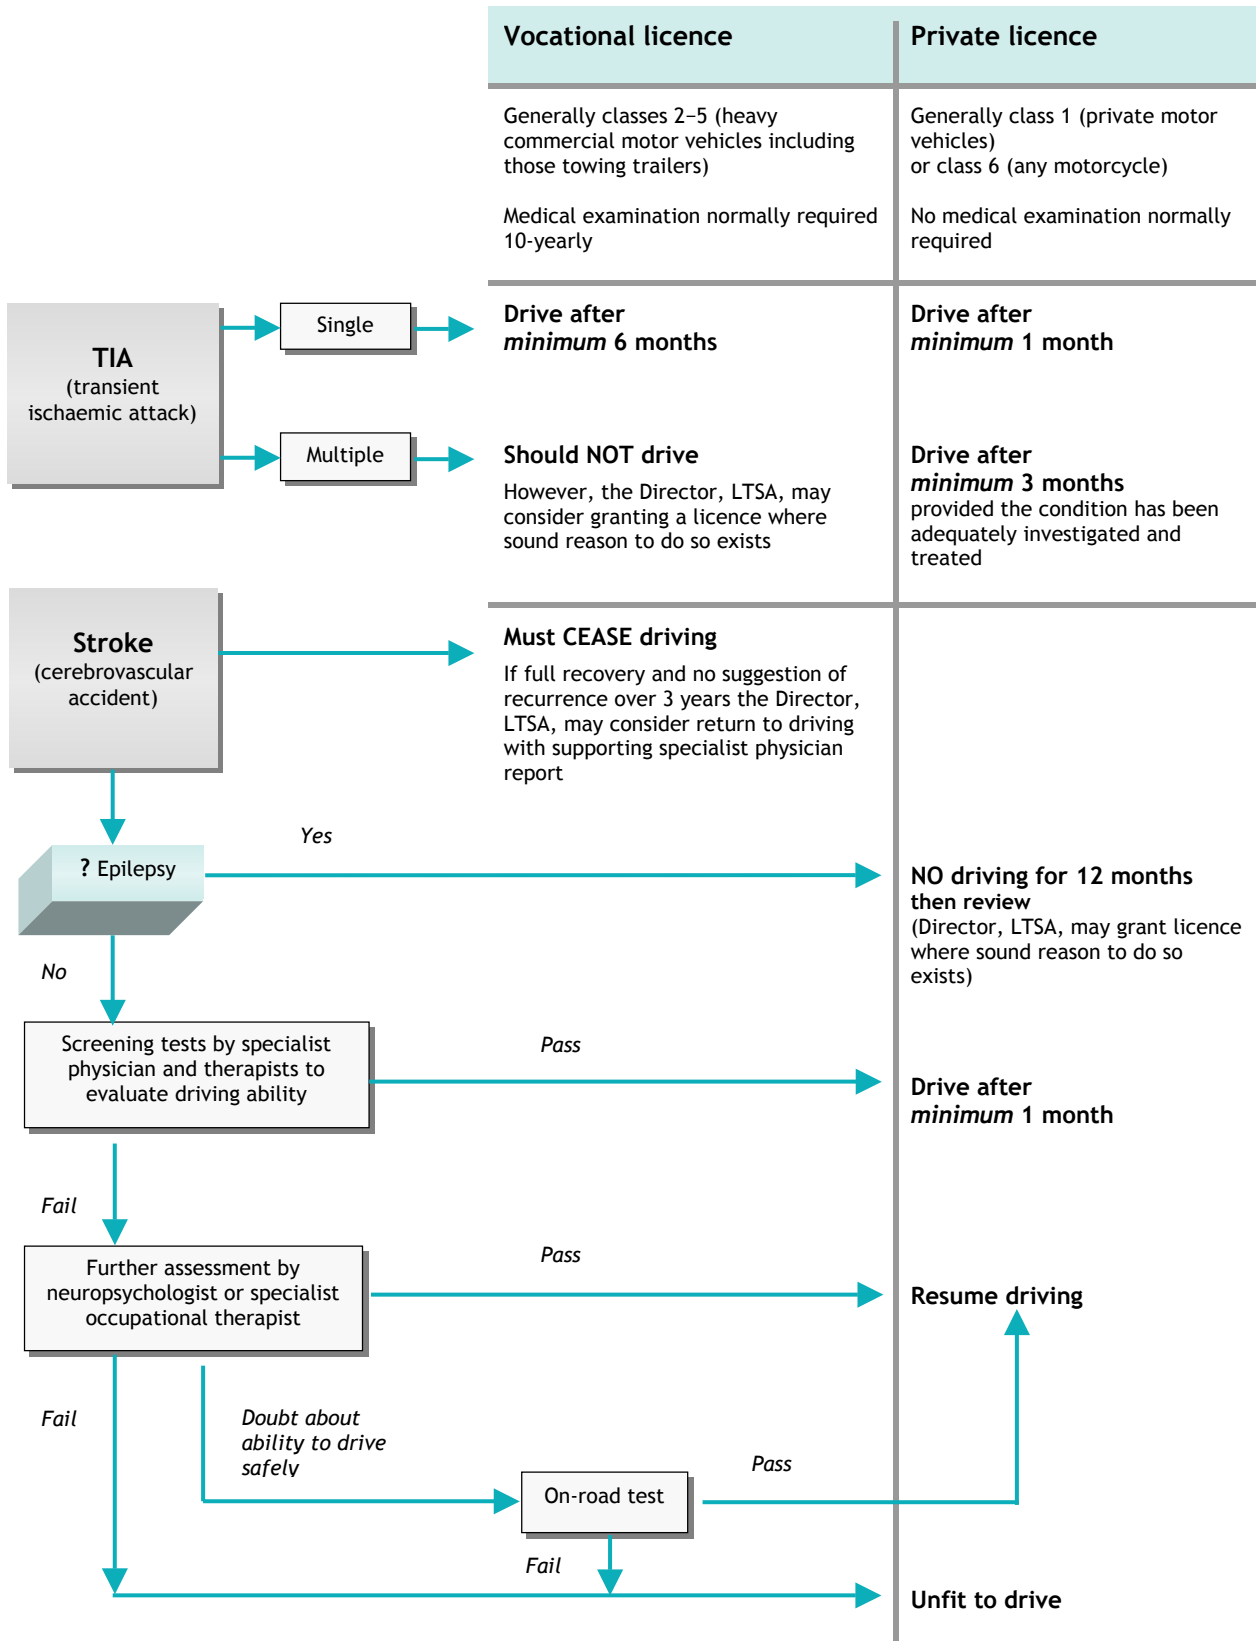 Vocational licence
Private licence
Generally classes 2−5 (heavy
commercial motor vehicles including
those towing trailers)
Medical examination normally required
10-yearly
Generally class 1 (private motor
vehicles)
or class 6 (any motorcycle)
No medical examination normally
required
TIA
(transient
ischaemic attack)
Single
Drive after
minimum 6 months
Drive after
minimum 1 month
Multiple
Should NOT drive
However, the Director, LTSA, may
consider granting a licence where
sound reason to do so exists
Drive after
minimum 3 months
provided the condition has been
adequately investigated and
treated
Stroke
(cerebrovascular
accident)
Must CEASE driving
If full recovery and no suggestion of
recurrence over 3 years the Director,
LTSA, may consider return to driving
with supporting specialist physician
report
? Epilepsy
Yes
NO driving for 12 months
then review
(Director, LTSA, may grant licence
where sound reason to do so
exists)
No
Screening tests by specialist
physician and therapists to
evaluate driving ability
Pass
Drive after
minimum 1 month
Fail
Further assessment by
neuropsychologist or specialist
occupational therapist
Pass
Resume driving
Fail
Doubt about
ability to drive
safely
On-road test
Pass
Fail
Unfit to drive